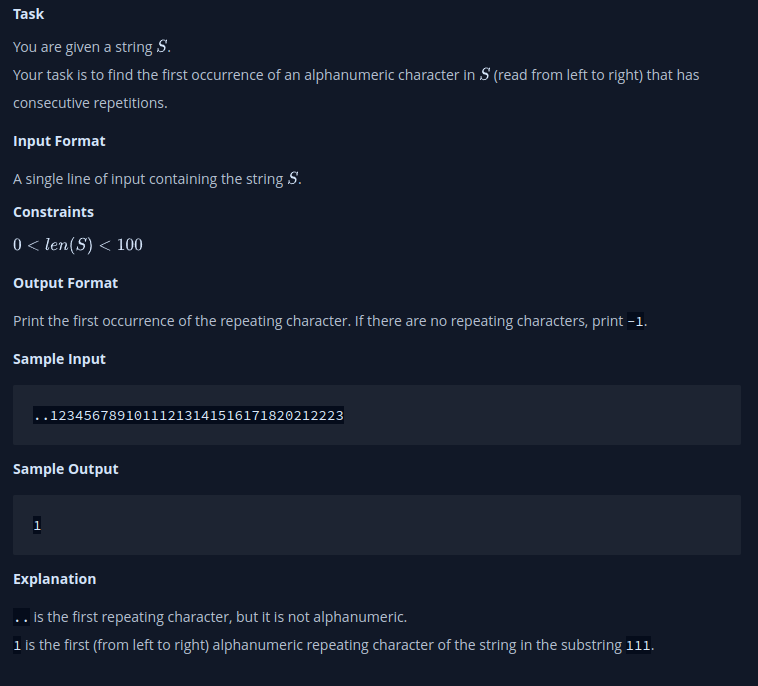 Task
You are given a string S.
Your task is to find the first occurrence of an alphanumeric character in S (read from left to right) that has
consecutive repetitions.
Input Format
A single line of input containing the string S.
Constraints
0 < len(S) < 100
Output Format
Print the first occurrence of the repeating character. If there are no repeating characters, print -1.
Sample Input
..12345678910111213141516171820212223
Sample Output
1
Explanation
.. is the first repeating character, but it is not alphanumeric.
1 is the first (from left to right) alphanumeric repeating character of the string in the substring 111.